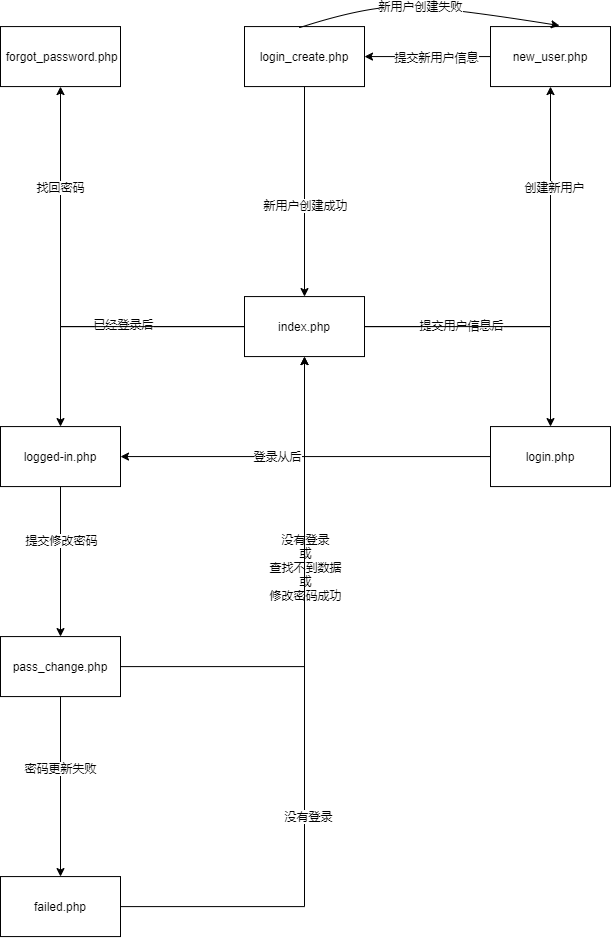 新用户创建失败
forgot_password.php
login_create.php
提交新用户信息
new_user.php
找回密码
新用户创建成功
创建新用户
已经登录后
index.php
提交用户信息后
logged-in.php
登录从后
login.php
提交修改密码
没有登录
或
查找不到数据
或
修改密码成功
pass_change.php
密码更新失败
没有登录
failed.php